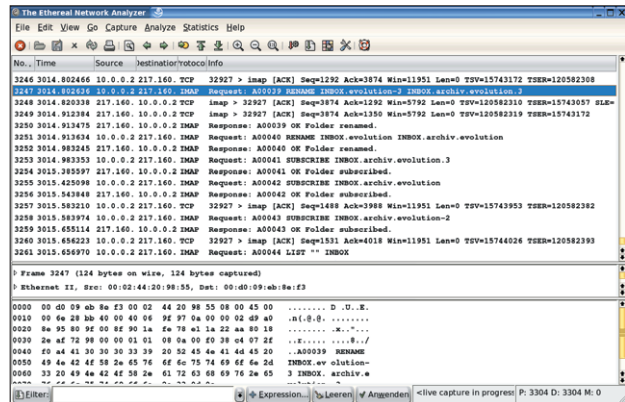 The Ethereal Network Analyzer
File Edit View Go Capture Analyze Statistics Help
No. . Time Source Destination Protoco Info
3246 3014.802466 10.0.0.2 217.160. TCP 32927 > imap [ACK] Seq=1292 Ack=3874 Win=11951 Len=0 TSV=15743172 TSER=120582308
3247 3014.802636 10.0.0.2 217.160. IMAP Request: A00039 RENAME INBOX.evolution-3 INBOX.archiv.evolution.3
3248 3014.820338 217.160. 10.0.0.2 TCP imap > 32927 [ACK] Seq=3874 Ack=1292 Win=5792 Len=0 TSV=120582310 TSER=15743057 SLE=
3249 3014.912384 217.160. 10.0.0.2 TCP imap > 32927 [ACK] Seq=3874 Ack=1350 Win=5792 Len=0 TSV=120582319 TSER=15743172
3250 3014.913475 217.160. 10.0.0.2 IMAP Response: A00039 OK Folder renamed.
3251 3014.913634 10.0.0.2 217.160. IMAP Request: A00040 RENAME INBOX.evolution INBOX.archiv.evolution
3252 3014.983245 217.160. 10.0.0.2 IMAP Response: A00040 OK Folder renamed.
3253 3014.983353 10.0.0.2 217.160. IMAP Request: A00041 SUBSCRIBE INBOX.archiv.evolution.3
3254 3015.385597 217.160. 10.0.0.2 IMAP Response: A00041 OK Folder subscribed.
3255 3015.425098 10.0.0.2 217.160. IMAP Request: A00042 SUBSCRIBE INBOX.archiv.evolution
3256 3015.543848 217.160. 10.0.0.2 IMAP Response: A00042 OK Folder subscribed.
3257 3015.583210 10.0.0.2 217.160. TCP 32927 > imap [ACK] Seq=1488 Ack=3988 Win=11951 Len=0 TSV=15743953 TSER=120582382
3258 3015.583974 10.0.0.2 217.160. IMAP Request: A00043 SUBSCRIBE INBOX.archiv.evolution-2
3259 3015.655114 217.160. 10.0.0.2 IMAP Response: A00043 OK Folder subscribed.
3260 3015.656223 10.0.0.2 217.160. TCP 32927 > imap [ACK] Seq=1531 Ack=4018 Win=11951 Len=0 TSV=15744026 TSER=120582393
3261 3015.656970 10.0.0.2 217.160. IMAP Request: A00044 LIST "" INBOX
Frame 3247 (124 bytes on wire, 124 bytes captured)
Ethernet II, Src: 00:02:44:20:98:55, Dst: 00:d0:09:eb:8e:f3
0000 00 d0 09 eb 8e f3 00 02 44 20 98 55 08 00 45 00 ........ D .U..E.
0010 00 6e 28 bb 40 00 40 06 9f 97 0a 00 00 02 d9 a0 .n(.@.@. ........
0020 8e 95 80 9f 00 8f 90 1a fe 78 e1 1a 22 aa 80 18 ........ .x.."...
0030 2e af 72 98 00 00 01 01 08 0a 00 f0 38 c4 07 2f ..r..... ....8../
0040 f0 a4 41 30 30 30 33 39 20 52 45 4e 41 4d 45 20 ..A00039 RENAME
0050 49 4e 42 4f 58 2e 65 76 6f 6c 75 74 69 6f 6e 2d INBOX.ev olution-
0060 33 20 49 4e 42 4f 58 2e 61 72 63 68 69 76 2e 65 3 INBOX. archiv.e
Filter: Expression... Leeren Anwenden <live capture in progress P: 3304 D: 3304 M: 0